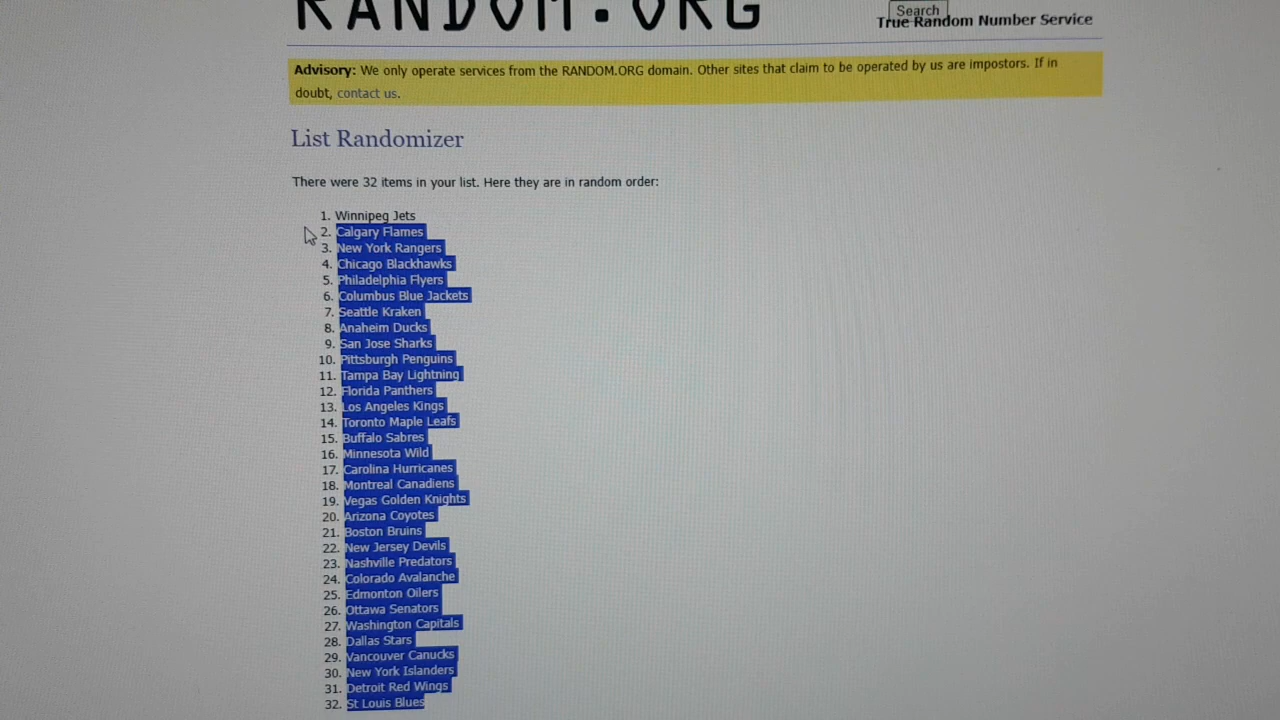 RANDOM.ORG
Search
True Random Number Service
Advisory: We only operate services from the RANDOM.ORG domain. Other sites that claim to be operated by us are impostors. If in
doubt, contact us.
List Randomizer
There were 32 items in your list. Here they are in random order:
1. Winnipeg Jets
2. Calgary Flames
3. New York Rangers
4. Chicago Blackhawks
5. Philadelphia Flyers
6. Columbus Blue Jackets
7. Seattle Kraken
8. Anaheim Ducks
9. San Jose Sharks
10. Pittsburgh Penguins
11. Tampa Bay Lightning
12. Florida Panthers
13. Los Angeles Kings
14. Toronto Maple Leafs
15. Buffalo Sabres
16. Minnesota Wild
17. Carolina Hurricanes
18. Montreal Canadiens
19. Vegas Golden Knights
20. Arizona Coyotes
21. Boston Bruins
22. New Jersey Devils
23. Nashville Predators
24. Colorado Avalanche
25. Edmonton Oilers
26. Ottawa Senators
27. Washington Capitals
28. Dallas Stars
29. Vancouver Canucks
30. New York Islanders
31. Detroit Red Wings
32. St Louis Blues